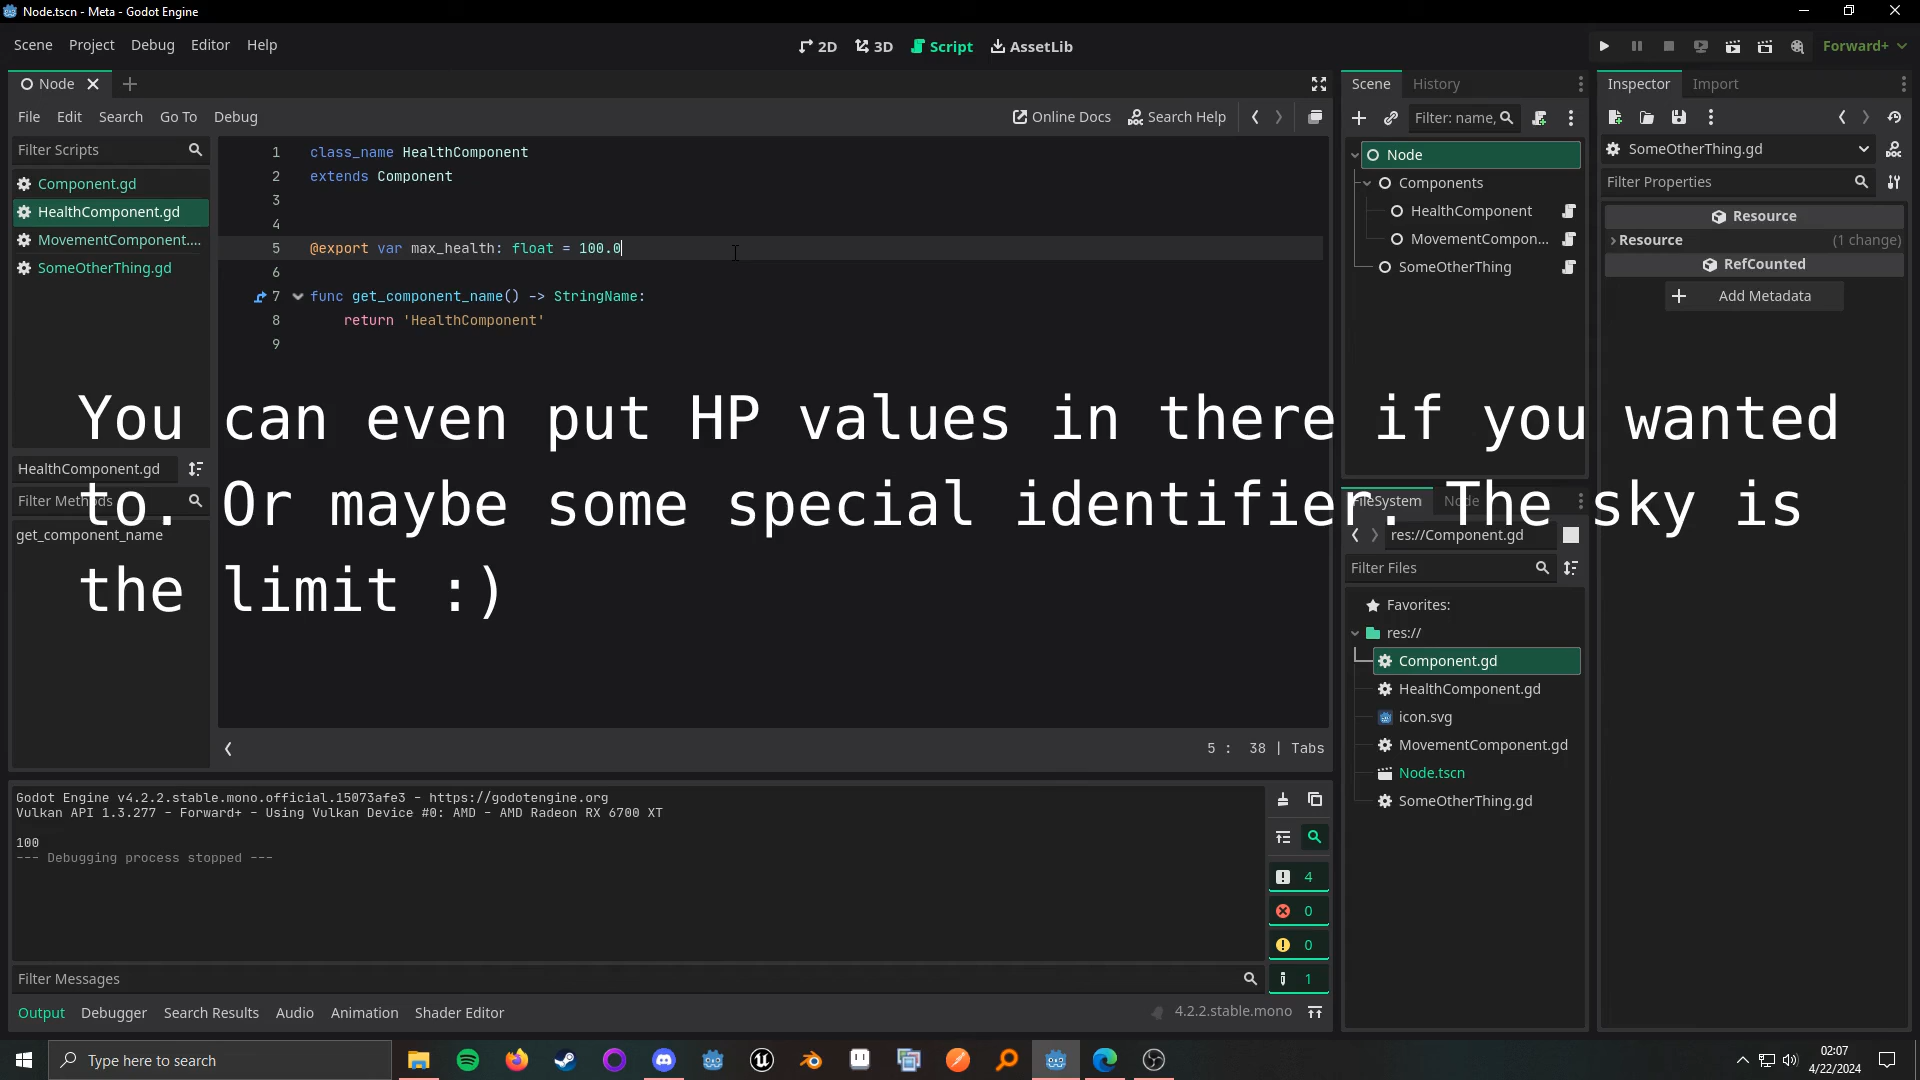 Node.tscn - Meta - Godot Engine
Scene Project Debug Editor Help
2D 3D Script AssetLib
Forward+
Node
Scene History
Inspector Import
File Edit Search Go To Debug
Online Docs Search Help
Filter: name,
Filter Scripts
Component.gd
HealthComponent.gd
MovementComponent....
SomeOtherThing.gd
1 class_name HealthComponent
2 extends Component
3
4
5 @export var max_health: float = 100.0
6
7 func get_component_name() -> StringName:
8 return 'HealthComponent'
9
Node
Components
HealthComponent
MovementCompon...
SomeOtherThing
SomeOtherThing.gd
Filter Properties
Resource
Resource (1 change)
RefCounted
Add Metadata
You can even put HP values in there if you wanted
to. Or maybe some special identifier. The sky is
the limit :)
HealthComponent.gd
Filter Methods
get_component_name
FileSystem Node
res://Component.gd
Filter Files
Favorites:
res://
Component.gd
HealthComponent.gd
icon.svg
MovementComponent.gd
Node.tscn
SomeOtherThing.gd
5 : 38 | Tabs
Godot Engine v4.2.2.stable.mono.official.15073afe3 - https://godotengine.org
Vulkan API 1.3.277 - Forward+ - Using Vulkan Device #0: AMD - AMD Radeon RX 6700 XT
100
--- Debugging process stopped ---
4
0
0
1
Filter Messages
Output Debugger Search Results Audio Animation Shader Editor
4.2.2.stable.mono
Type here to search
02:07
4/22/2024